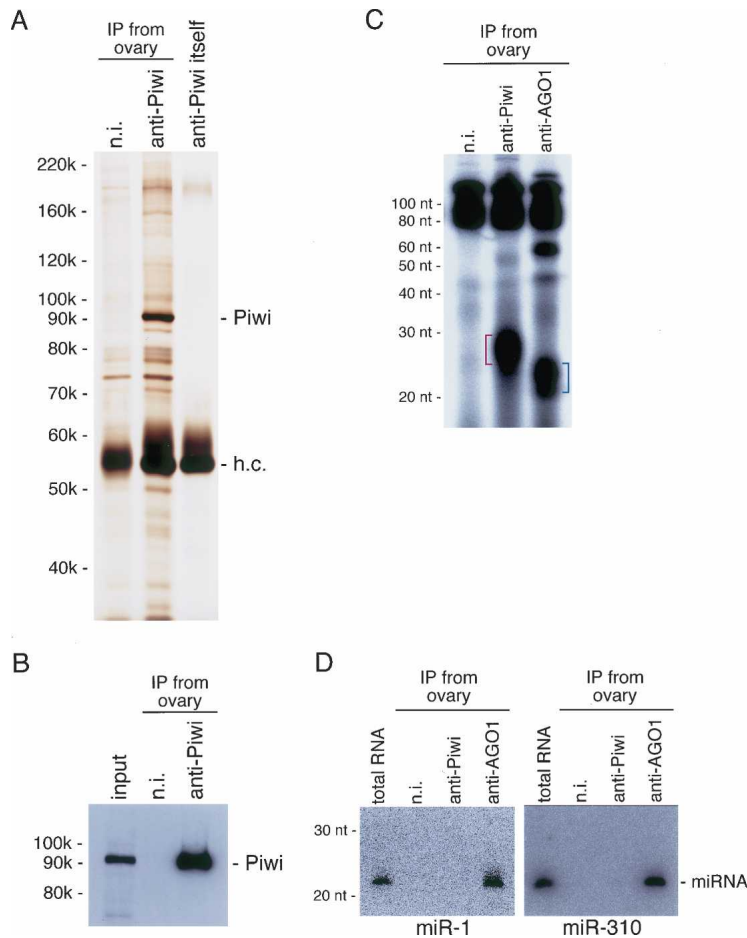 A
IP from
ovary
n.i.
anti-Piwi
anti-Piwi itself
220k -
160k -
120k -
100k -
90k -
80k -
70k -
60k -
50k -
40k -
- Piwi
- h.c.
B
IP from
ovary
input
n.i.
anti-Piwi
100k -
90k -
80k -
- Piwi
C
IP from
ovary
n.i.
anti-Piwi
anti-AGO1
100 nt -
80 nt -
60 nt -
50 nt -
40 nt -
30 nt -
20 nt -
D
IP from
ovary
total RNA
n.i.
anti-Piwi
anti-AGO1
IP from
ovary
total RNA
n.i.
anti-Piwi
anti-AGO1
30 nt -
20 nt -
- miRNA
miR-1
miR-310